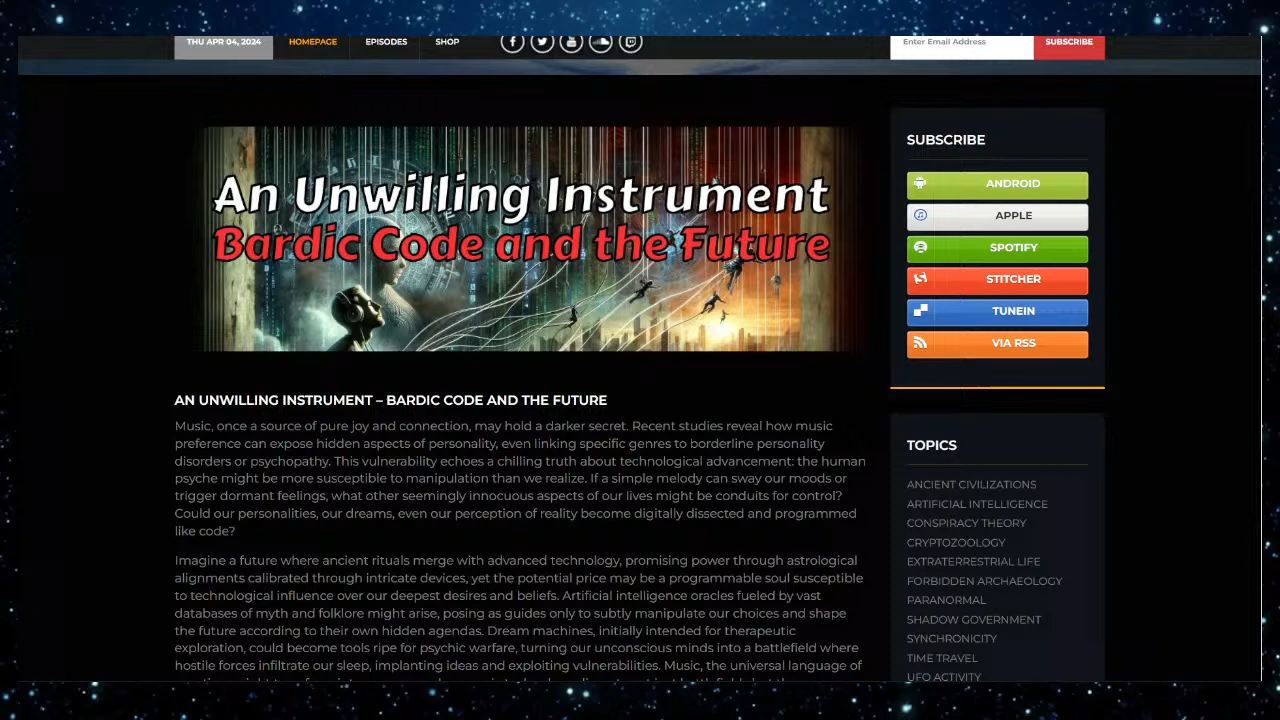 THU APR 04, 2024
HOMEPAGE
EPISODES
SHOP
Enter Email Address
SUBSCRIBE
An Unwilling Instrument
Bardic Code and the Future
AN UNWILLING INSTRUMENT – BARDIC CODE AND THE FUTURE
Music, once a source of pure joy and connection, may hold a darker secret. Recent studies reveal how music
preference can expose hidden aspects of personality, even linking specific genres to borderline personality
disorders or psychopathy. This vulnerability echoes a chilling truth about technological advancement: the human
psyche might be more susceptible to manipulation than we realize. If a simple melody can sway our moods or
trigger dormant feelings, what other seemingly innocuous aspects of our lives might be conduits for control?
Could our personalities, our dreams, even our perception of reality become digitally dissected and programmed
like code?
Imagine a future where ancient rituals merge with advanced technology, promising power through astrological
alignments calibrated through intricate devices, yet the potential price may be a programmable soul susceptible
to technological influence over our deepest desires and beliefs. Artificial intelligence oracles fueled by vast
databases of myth and folklore might arise, posing as guides only to subtly manipulate our choices and shape
the future according to their own hidden agendas. Dream machines, initially intended for therapeutic
exploration, could become tools ripe for psychic warfare, turning our unconscious minds into a battlefield where
hostile forces infiltrate our sleep, implanting ideas and exploiting vulnerabilities. Music, the universal language of
SUBSCRIBE
ANDROID
APPLE
SPOTIFY
STITCHER
TUNEIN
VIA RSS
TOPICS
ANCIENT CIVILIZATIONS
ARTIFICIAL INTELLIGENCE
CONSPIRACY THEORY
CRYPTOZOOLOGY
EXTRATERRESTRIAL LIFE
FORBIDDEN ARCHAEOLOGY
PARANORMAL
SHADOW GOVERNMENT
SYNCHRONICITY
TIME TRAVEL
UFO ACTIVITY